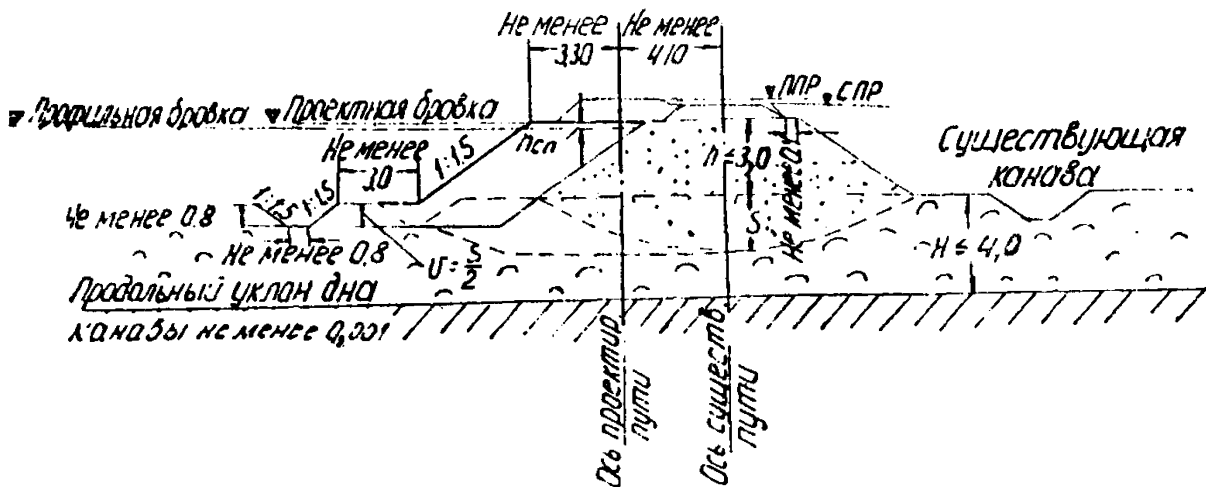 Не менее
3,30
Не менее
4,10
Профильная бровка
Проектная бровка
ППР
СПР
Не менее
3,0
1:1,5
hсп
h ≤ 3,0
Существующая
канава
1:1,5
1:1,5
Не менее 0,8
Не менее 0,8
U = S/2
S
H ≤ 4,0
Продольный уклон дна
канавы не менее 0,001
Ось проектир
пути
Ось существ
пути